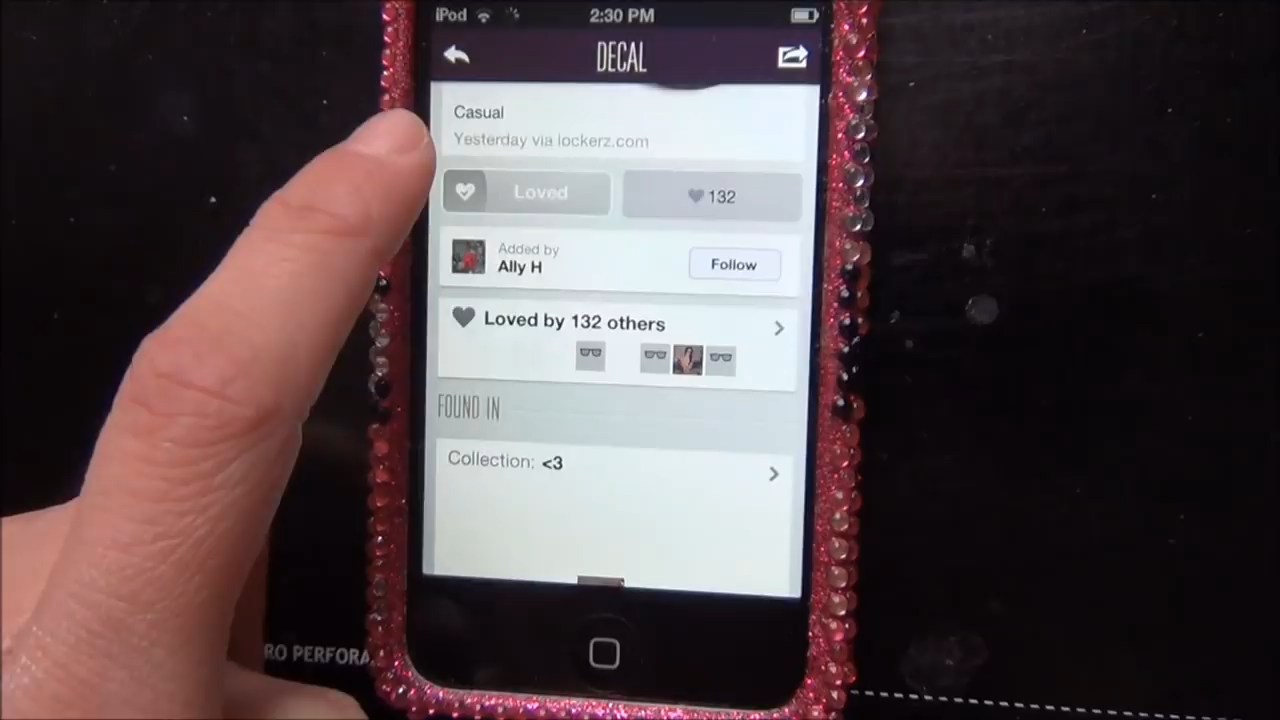 iPod 2:30 PM
DECAL
Casual
Yesterday via lockerz.com
Loved 132
Added by
Ally H
Follow
Loved by 132 others
FOUND IN
Collection: <3
RO PERFORA